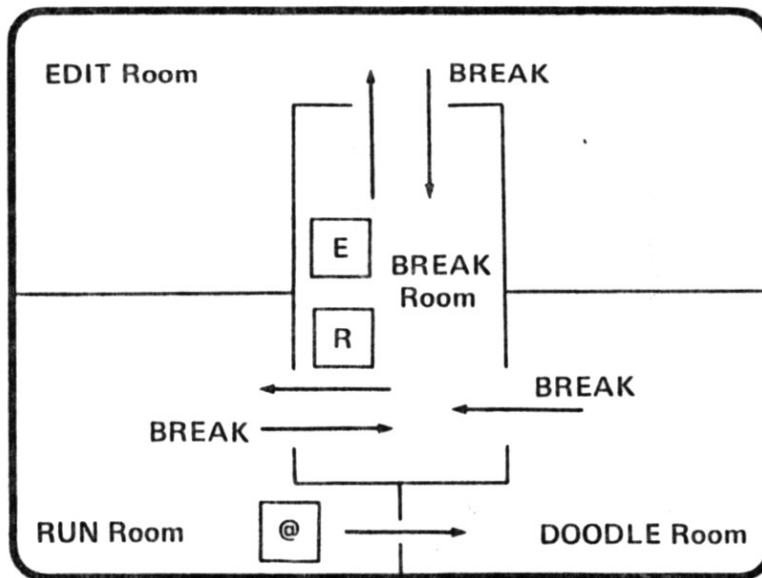 EDIT Room
BREAK
E
BREAK
Room
R
BREAK
BREAK
RUN Room
@
DOODLE Room